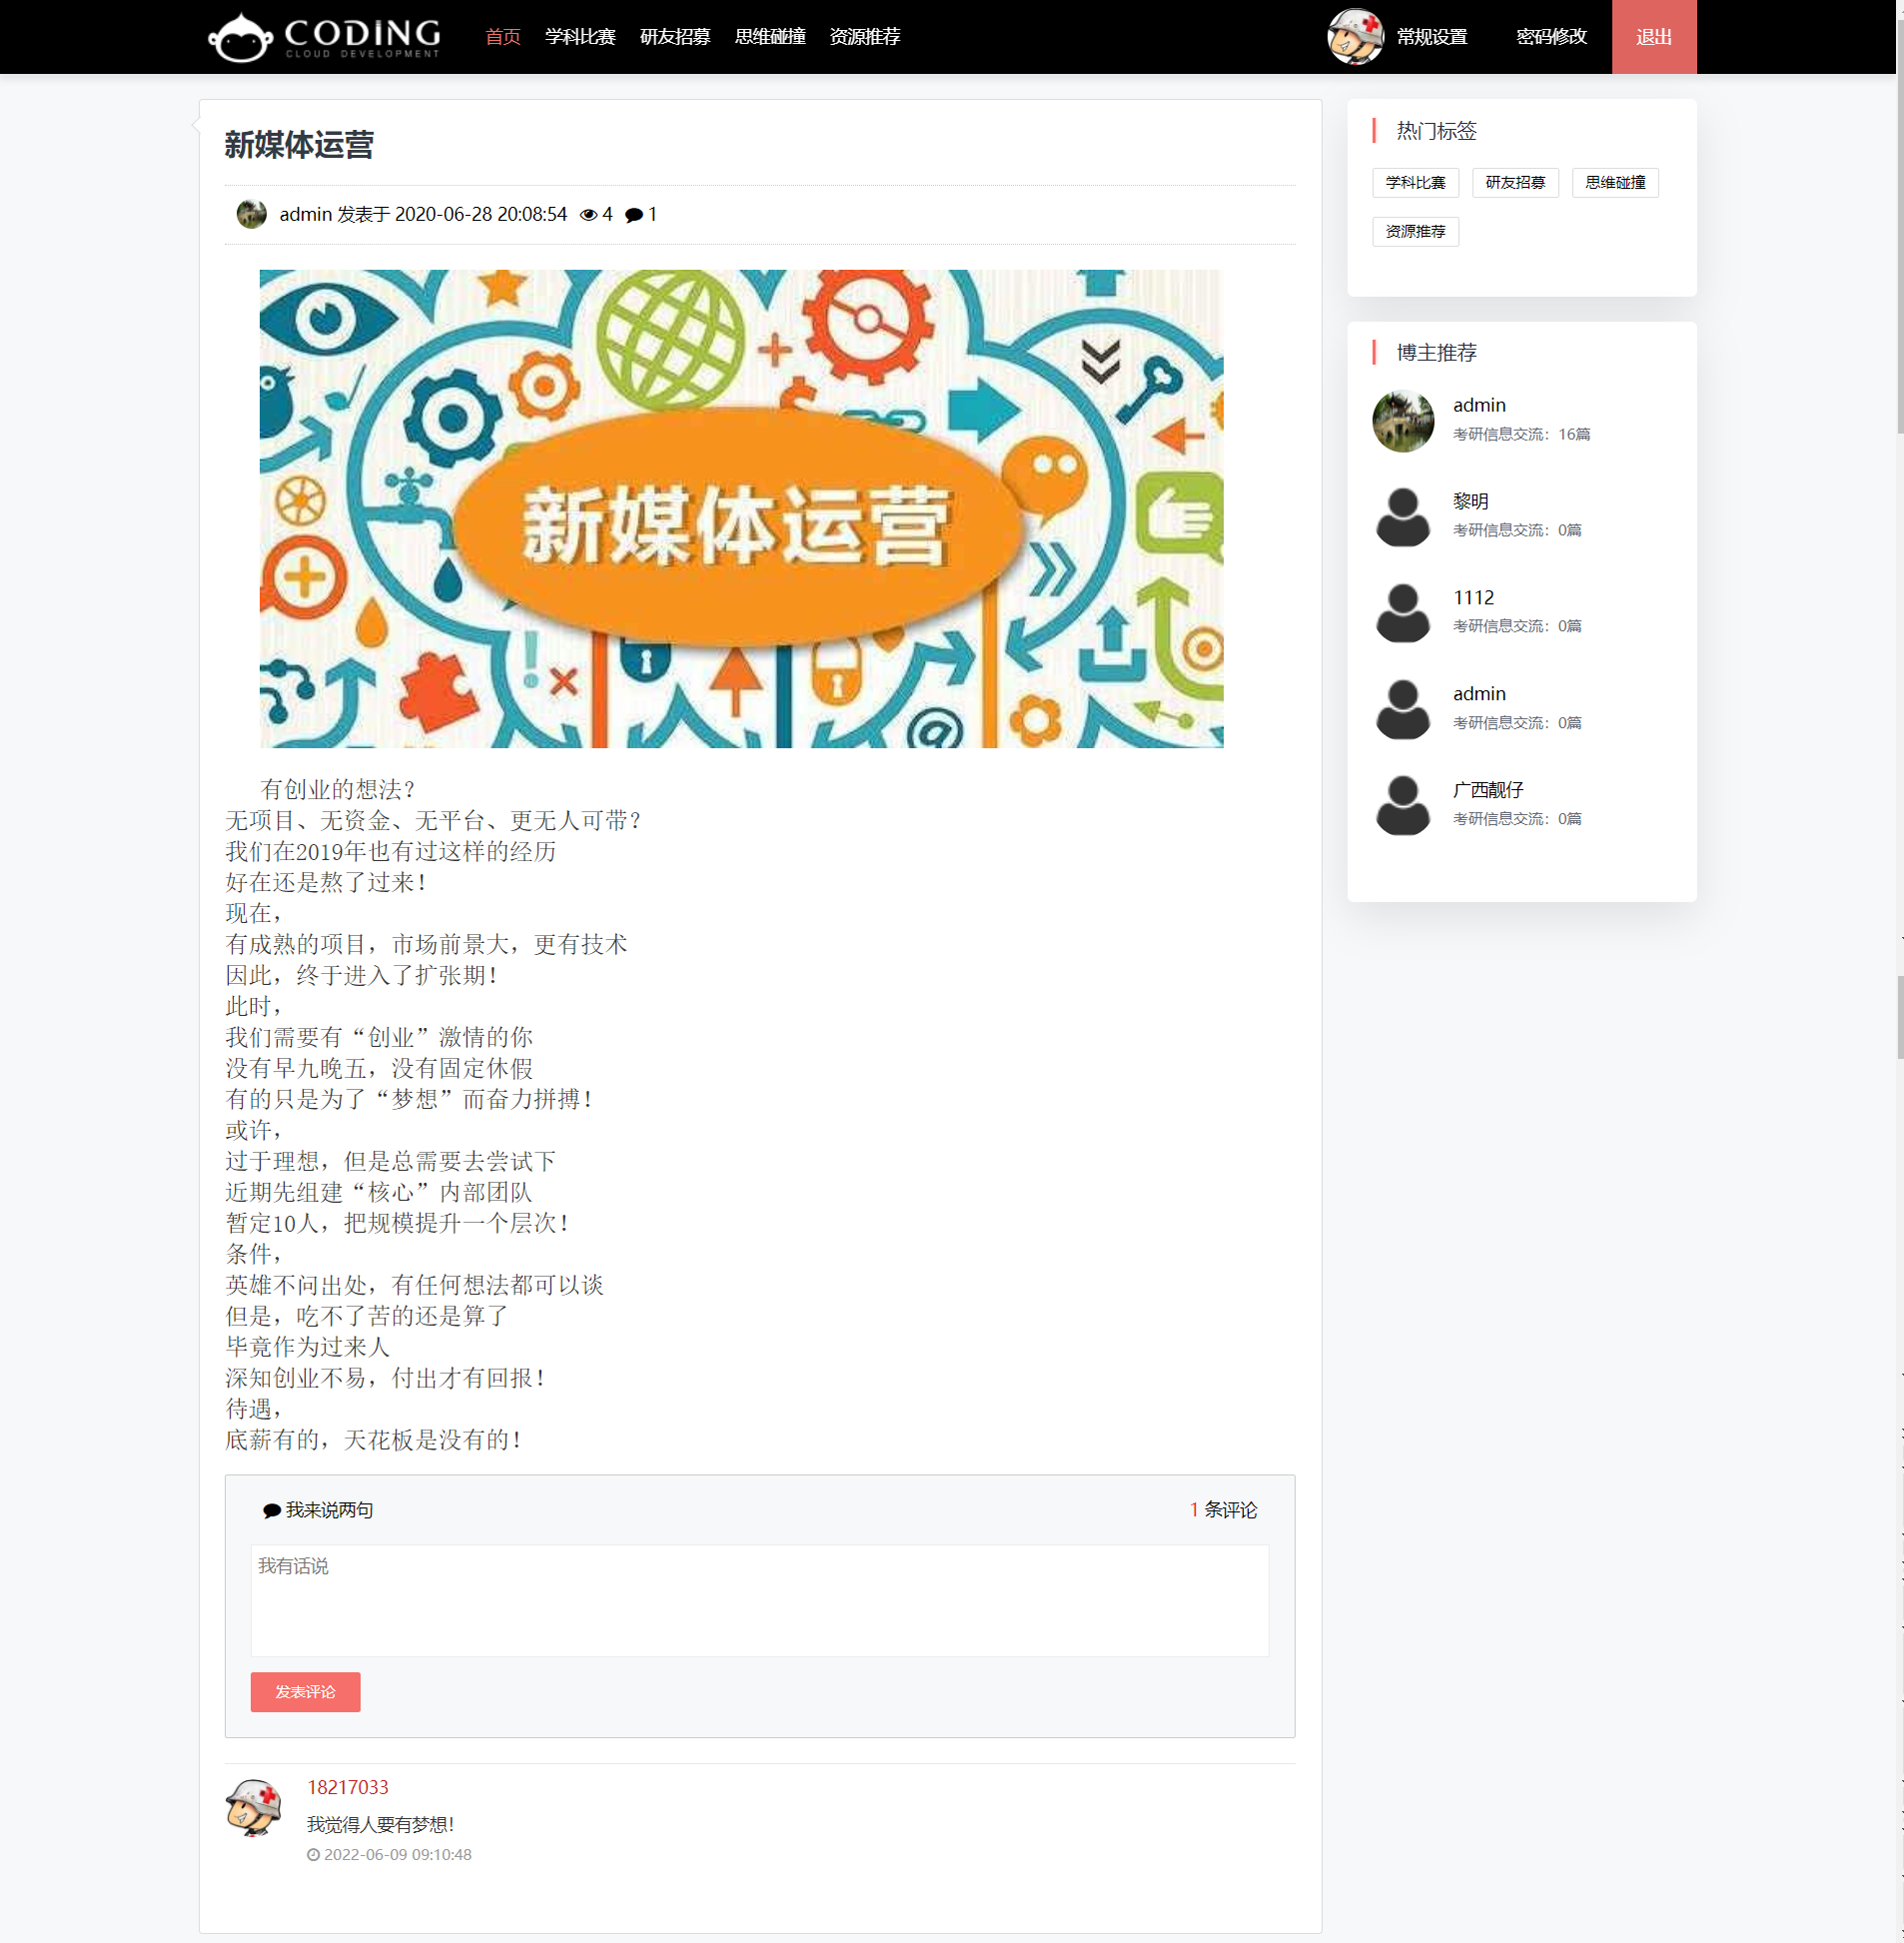 CODING
CLOUD DEVELOPMENT
首页 学科比赛 研友招募 思维碰撞 资源推荐
常规设置 密码修改 退出
新媒体运营
admin 发表于 2020-06-28 20:08:54 4 1
新媒体运营
有创业的想法？
无项目、无资金、无平台、更无人可带？
我们在2019年也有过这样的经历
好在还是熬了过来！
现在，
有成熟的项目，市场前景大，更有技术
因此，终于进入了扩张期！
此时，
我们需要有“创业”激情的你
没有早九晚五，没有固定休假
有的只是为了“梦想”而奋力拼搏！
或许，
过于理想，但是总需要去尝试下
近期先组建“核心”内部团队
暂定10人，把规模提升一个层次！
条件，
英雄不问出处，有任何想法都可以谈
但是，吃不了苦的还是算了
毕竟作为过来人
深知创业不易，付出才有回报！
待遇，
底薪有的，天花板是没有的！
我来说两句
1 条评论
我有话说
发表评论
18217033
我觉得人要有梦想！
2022-06-09 09:10:48
热门标签
学科比赛 研友招募 思维碰撞
资源推荐
博主推荐
admin
考研信息交流：16篇
黎明
考研信息交流：0篇
1112
考研信息交流：0篇
admin
考研信息交流：0篇
广西靓仔
考研信息交流：0篇